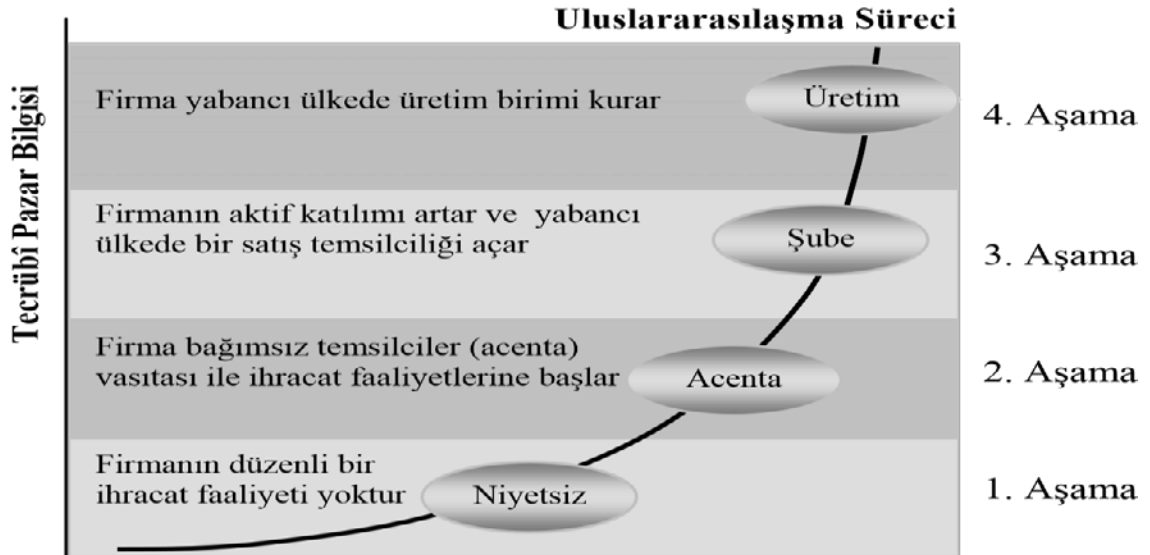 Uluslararasılaşma Süreci
Tecrübî Pazar Bilgisi
Firma yabancı ülkede üretim birimi kurar
Üretim
4. Aşama
Firmanın aktif katılımı artar ve yabancı
ülkede bir satış temsilciliği açar
Şube
3. Aşama
Firma bağımsız temsilciler (acenta)
vasıtası ile ihracat faaliyetlerine başlar
Acenta
2. Aşama
Firmanın düzenli bir
ihracat faaliyeti yoktur
Niyetsiz
1. Aşama